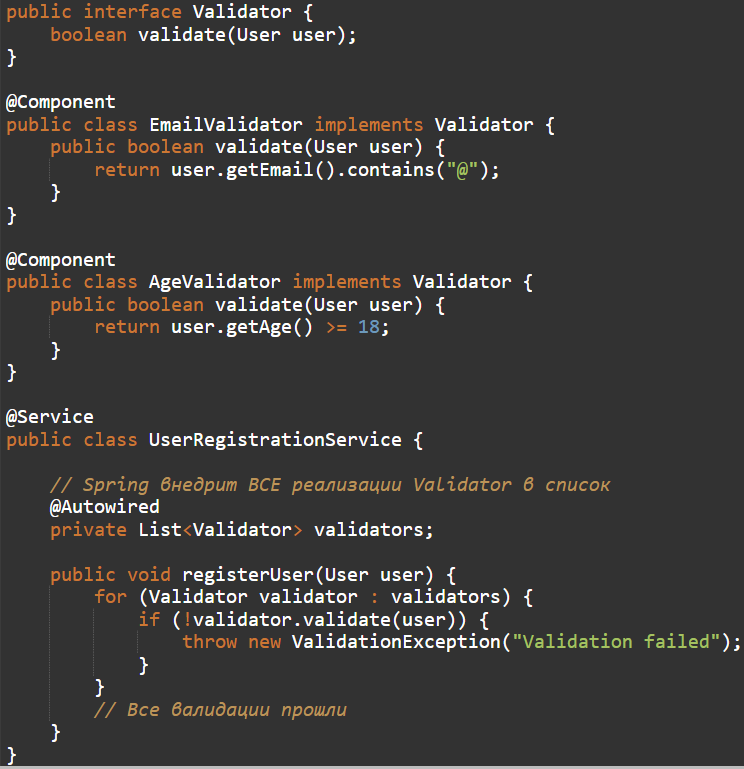 public interface Validator {
    boolean validate(User user);
}

@Component
public class EmailValidator implements Validator {
    public boolean validate(User user) {
        return user.getEmail().contains("@");
    }
}

@Component
public class AgeValidator implements Validator {
    public boolean validate(User user) {
        return user.getAge() >= 18;
    }
}

@Service
public class UserRegistrationService {

    // Spring внедрит ВСЕ реализации Validator в список
    @Autowired
    private List<Validator> validators;

    public void registerUser(User user) {
        for (Validator validator : validators) {
            if (!validator.validate(user)) {
                throw new ValidationException("Validation failed");
            }
        }
        // Все валидации прошли
    }
}